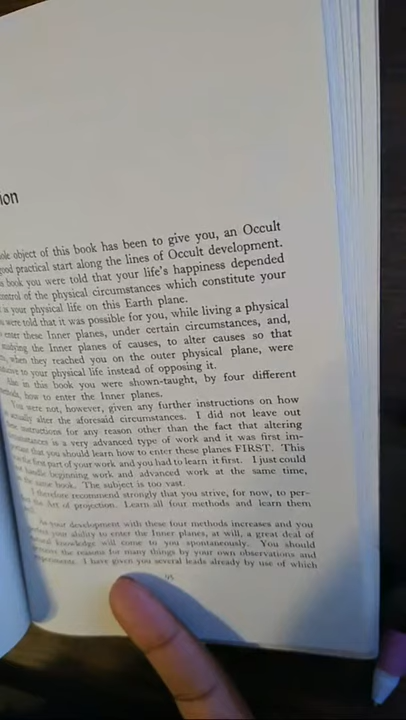 ion
ole object of this book has been to give you, an Occult
ood practical start along the lines of Occult development.
s book you were told that your life's happiness depended
ontrol of the physical circumstances which constitute your
is your physical life on this Earth plane.
were told that it was possible for you, while living a physical
enter these Inner planes, under certain circumstances, and,
studying the Inner planes of causes, to alter causes so that
when they reached you on the outer physical plane, were
to your physical life instead of opposing it.
in this book you were shown-taught, by four different
how to enter the Inner planes.
You were not, however, given any further instructions on how
actually alter the aforesaid circumstances. I did not leave out
instructions for any reason other than the fact that altering
is a very advanced type of work and it was first im-
that you should learn how to enter these planes FIRST. This
the first part of your work and you had to learn it first. I just could
handle beginning work and advanced work at the same time,
same book. The subject is too vast.
I therefore recommend strongly that you strive, for now, to per-
Art of projection. Learn all four methods and learn them
As your development with these four methods increases and you
your ability to enter the Inner planes, at will, a great deal of
knowledge will come to you spontaneously. You should
the reasons for many things by your own observations and
I have given you several leads already by use of which
95